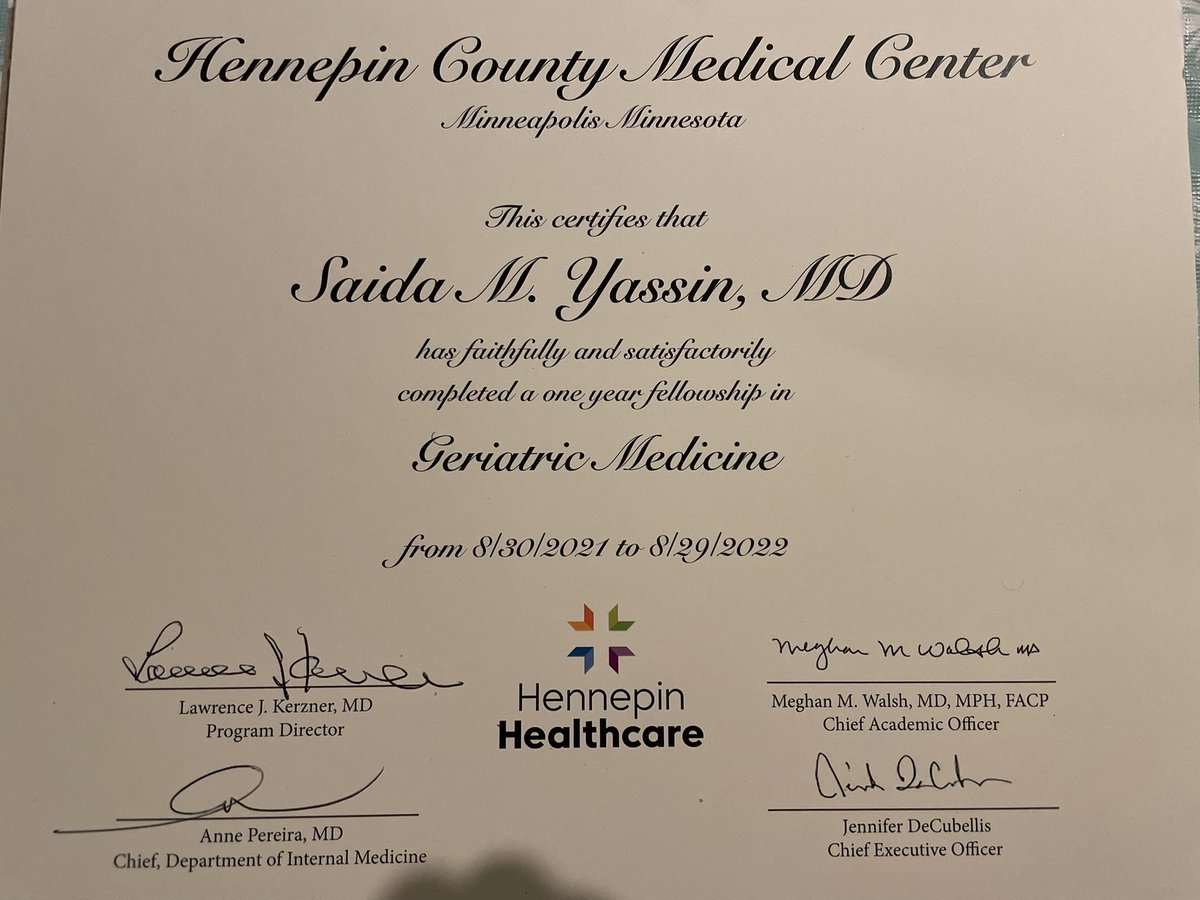 Hennepin County Medical Center
Minneapolis Minnesota
This certifies that
Saida M. Yassin, MD
has faithfully and satisfactorily
completed a one year fellowship in
Geriatric Medicine
from 8/30/2021 to 8/29/2022
Lawrence J. Kerzner, MD
Program Director
Anne Pereira, MD
Chief, Department of Internal Medicine
Hennepin
Healthcare
Meghan M Walsh MD
Meghan M. Walsh, MD, MPH, FACP
Chief Academic Officer
Jennifer DeCubellis
Chief Executive Officer